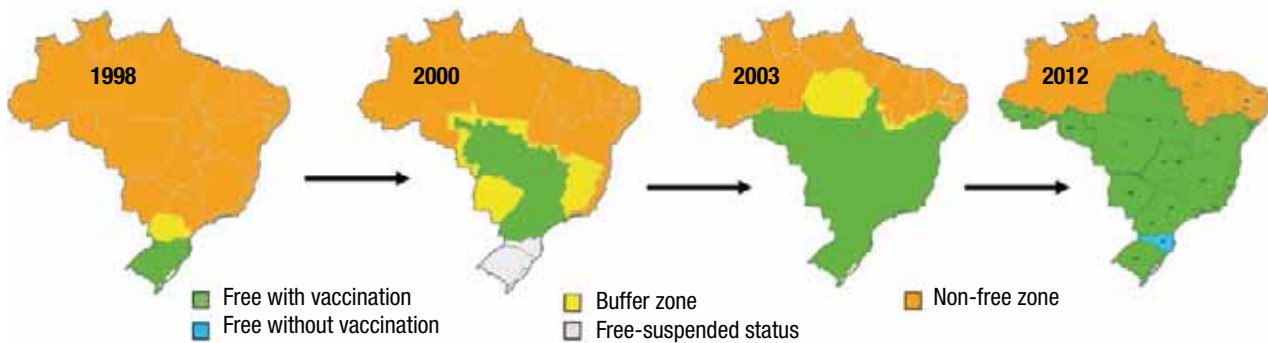 1998
2000
2003
2012
Free with vaccination
Free without vaccination
Buffer zone
Free-suspended status
Non-free zone